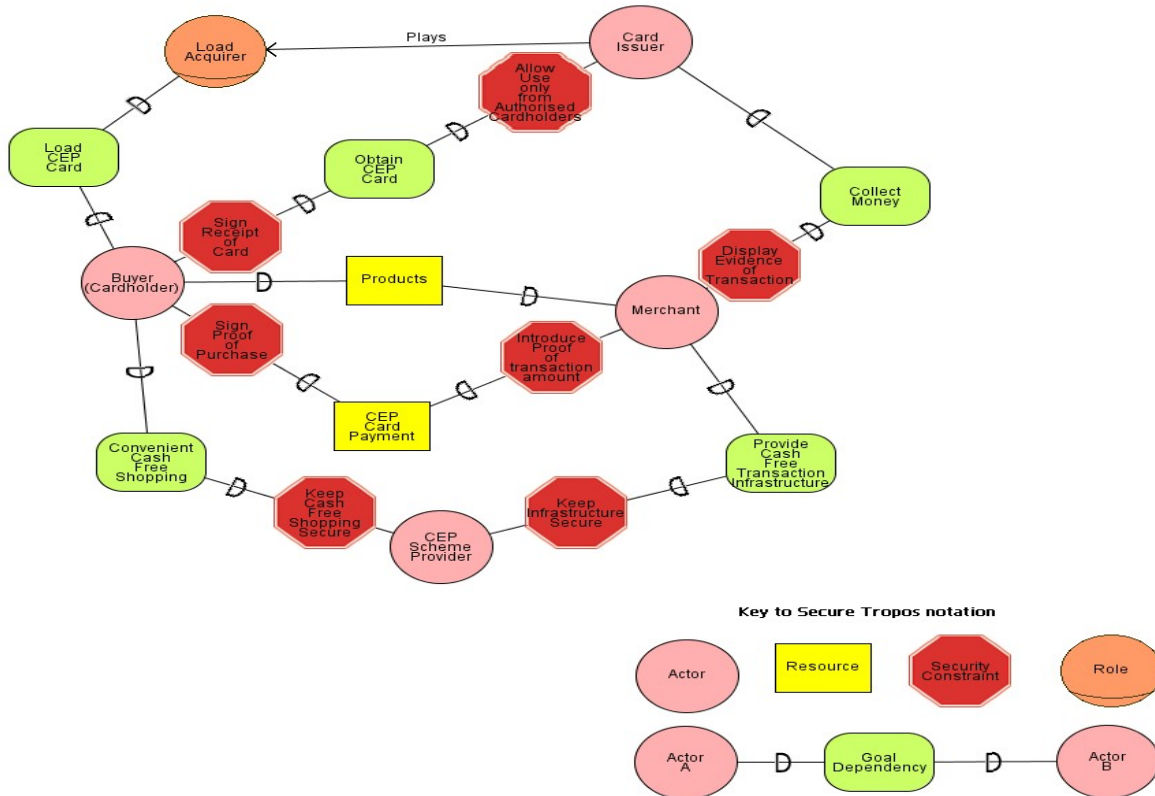 Load
Acquirer
Plays
Card
Issuer
Allow
Use
only
from
Authorised
Cardholders
Load
CEP
Card
Obtain
CEP
Card
Collect
Money
Sign
Receipt
of
Card
Display
Evidence
of
Transaction
Buyer
(Cardholder)
Products
Merchant
Sign
Proof
of
Purchase
Introduce
Proof
of
transaction
amount
CEP
Card
Payment
Convenient
Cash
Free
Shopping
Provide
Cash
Free
Transaction
Infrastructure
Keep
Cash
Free
Shopping
Secure
Keep
Infrastructure
Secure
CEP
Scheme
Provider
Key to Secure Tropos notation
Actor
Resource
Security
Constraint
Role
Actor
A
Goal
Dependency
Actor
B